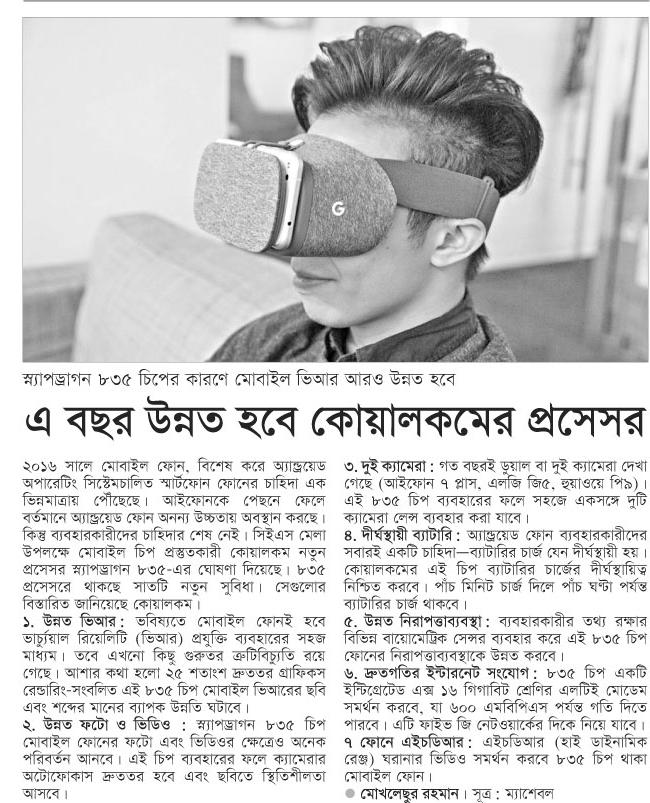 G
স্ন্যাপড্রাগন ৮৩৫ চিপের কারণে মোবাইল ভিআর আরও উন্নত হবে
এ বছর উন্নত হবে কোয়ালকমের প্রসেসর
২০১৬ সালে মোবাইল ফোন, বিশেষ করে অ্যান্ড্রয়েড
অপারেটিং সিস্টেমচালিত স্মার্টফোন ফোনের চাহিদা এক
ভিন্নমাত্রায় পৌঁছেছে। আইফোনকে পেছনে ফেলে
বর্তমানে অ্যান্ড্রয়েড ফোন অনন্য উচ্চতায় অবস্থান করছে।
কিন্তু ব্যবহারকারীদের চাহিদার শেষ নেই। সিইএস মেলা
উপলক্ষে মোবাইল চিপ প্রস্তুতকারী কোয়ালকম নতুন
প্রসেসর স্ন্যাপড্রাগন ৮৩৫-এর ঘোষণা দিয়েছে। ৮৩৫
প্রসেসরে থাকছে সাতটি নতুন সুবিধা। সেগুলোর
বিস্তারিত জানিয়েছে কোয়ালকম।
১. উন্নত ভিআর: ভবিষ্যতে মোবাইল ফোনই হবে
ভার্চ্যুয়াল রিয়েলিটি (ভিআর) প্রযুক্তি ব্যবহারের সহজ
মাধ্যম। তবে এখনো কিছু গুরুতর ত্রুটিবিচ্যুতি রয়ে
গেছে। আশার কথা হলো ২৫ শতাংশ দ্রুততর গ্রাফিকস
রেন্ডারিং-সংবলিত এই ৮৩৫ চিপ মোবাইল ভিআরের ছবি
এবং শব্দের মানের ব্যাপক উন্নতি ঘটাবে।
২. উন্নত ফটো ও ভিডিও : স্ন্যাপড্রাগন ৮৩৫ চিপ
মোবাইল ফোনের ফটো এবং ভিডিওর ক্ষেত্রেও অনেক
পরিবর্তন আনবে। এই চিপ ব্যবহারের ফলে ক্যামেরার
অটোফোকাস দ্রুততর হবে এবং ছবিতে স্থিতিশীলতা
আসবে।
৩. দুই ক্যামেরা : গত বছরই ডুয়াল বা দুই ক্যামেরা দেখা
গেছে (আইফোন ৭ প্লাস, এলজি জি৫, হুয়াওয়ে পি৯)।
এই ৮৩৫ চিপ ব্যবহারের ফলে সহজে একসঙ্গে দুটি
ক্যামেরা লেন্স ব্যবহার করা যাবে।
৪. দীর্ঘস্থায়ী ব্যাটারি : অ্যান্ড্রয়েড ফোন ব্যবহারকারীদের
সবারই একটি চাহিদা—ব্যাটারির চার্জ যেন দীর্ঘস্থায়ী হয়।
কোয়ালকমের এই চিপ ব্যাটারির চার্জের দীর্ঘস্থায়িত্ব
নিশ্চিত করবে। পাঁচ মিনিট চার্জ দিলে পাঁচ ঘণ্টা পর্যন্ত
ব্যাটারির চার্জ থাকবে।
৫. উন্নত নিরাপত্তাব্যবস্থা : ব্যবহারকারীর তথ্য রক্ষার
বিভিন্ন বায়োমেট্রিক সেন্সর ব্যবহার করে এই ৮৩৫ চিপ
ফোনের নিরাপত্তাব্যবস্থাকে উন্নত করবে।
৬. দ্রুতগতির ইন্টারনেট সংযোগ : ৮৩৫ চিপ একটি
ইন্টিগ্রেটেড এক্স ১৬ গিগাবিট শ্রেণির এলটিই মোডেম
সমর্থন করবে, যা ৬০০ এমবিপিএস পর্যন্ত গতি দিতে
পারবে। এটি ফাইভ জি নেটওয়ার্কের দিকে নিয়ে যাবে।
৭ ফোনে এইচডিআর : এইচডিআর (হাই ডাইনামিক
রেঞ্জ) ঘরানার ভিডিও সমর্থন করবে ৮৩৫ চিপ থাকা
মোবাইল ফোন।
● মোখলেছুর রহমান। সূত্র : ম্যাশেবল